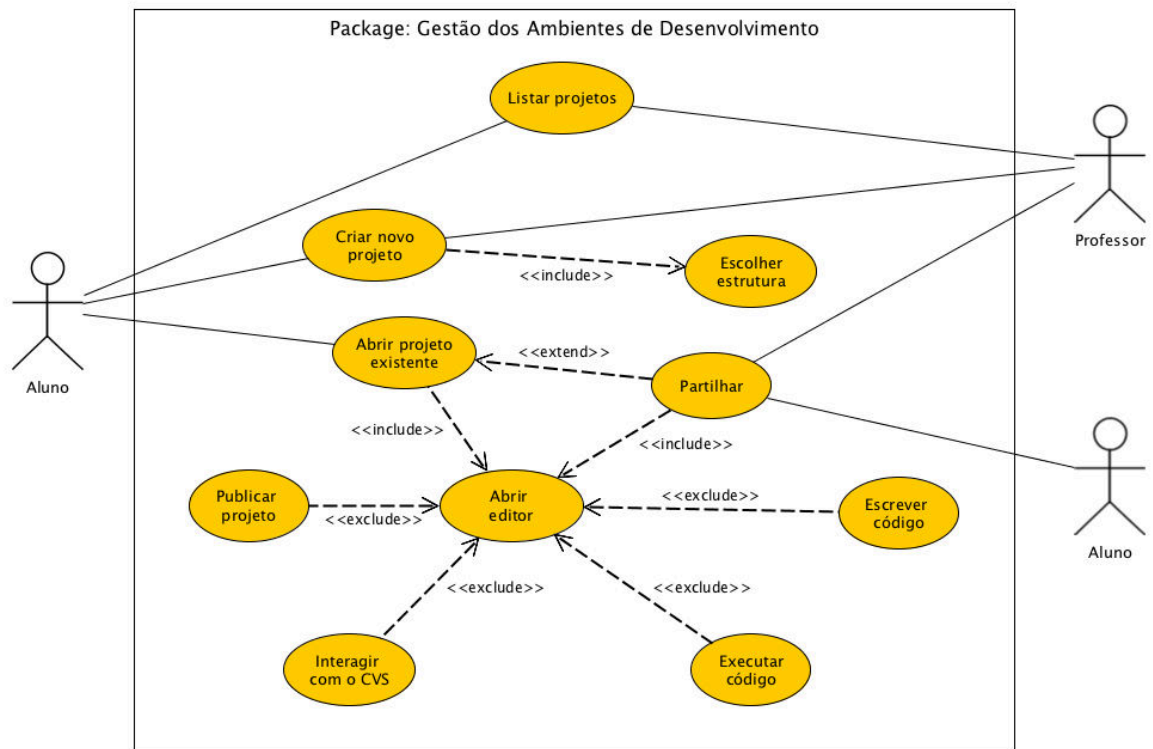 Package: Gestão dos Ambientes de Desenvolvimento
Listar projetos
Professor
Criar novo
projeto
<<include>>
Escolher
estrutura
Aluno
Abrir projeto
existente
<<extend>>
Partilhar
<<include>>
<<include>>
Publicar
projeto
<<exclude>>
Abrir
editor
<<exclude>>
Escrever
código
Aluno
<<exclude>>
<<exclude>>
Interagir
com o CVS
Executar
código